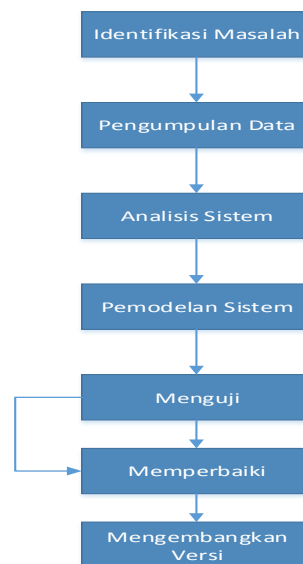 Identifikasi Masalah
Pengumpulan Data
Analisis Sistem
Pemodelan Sistem
Menguji
Memperbaiki
Mengembangkan
Versi